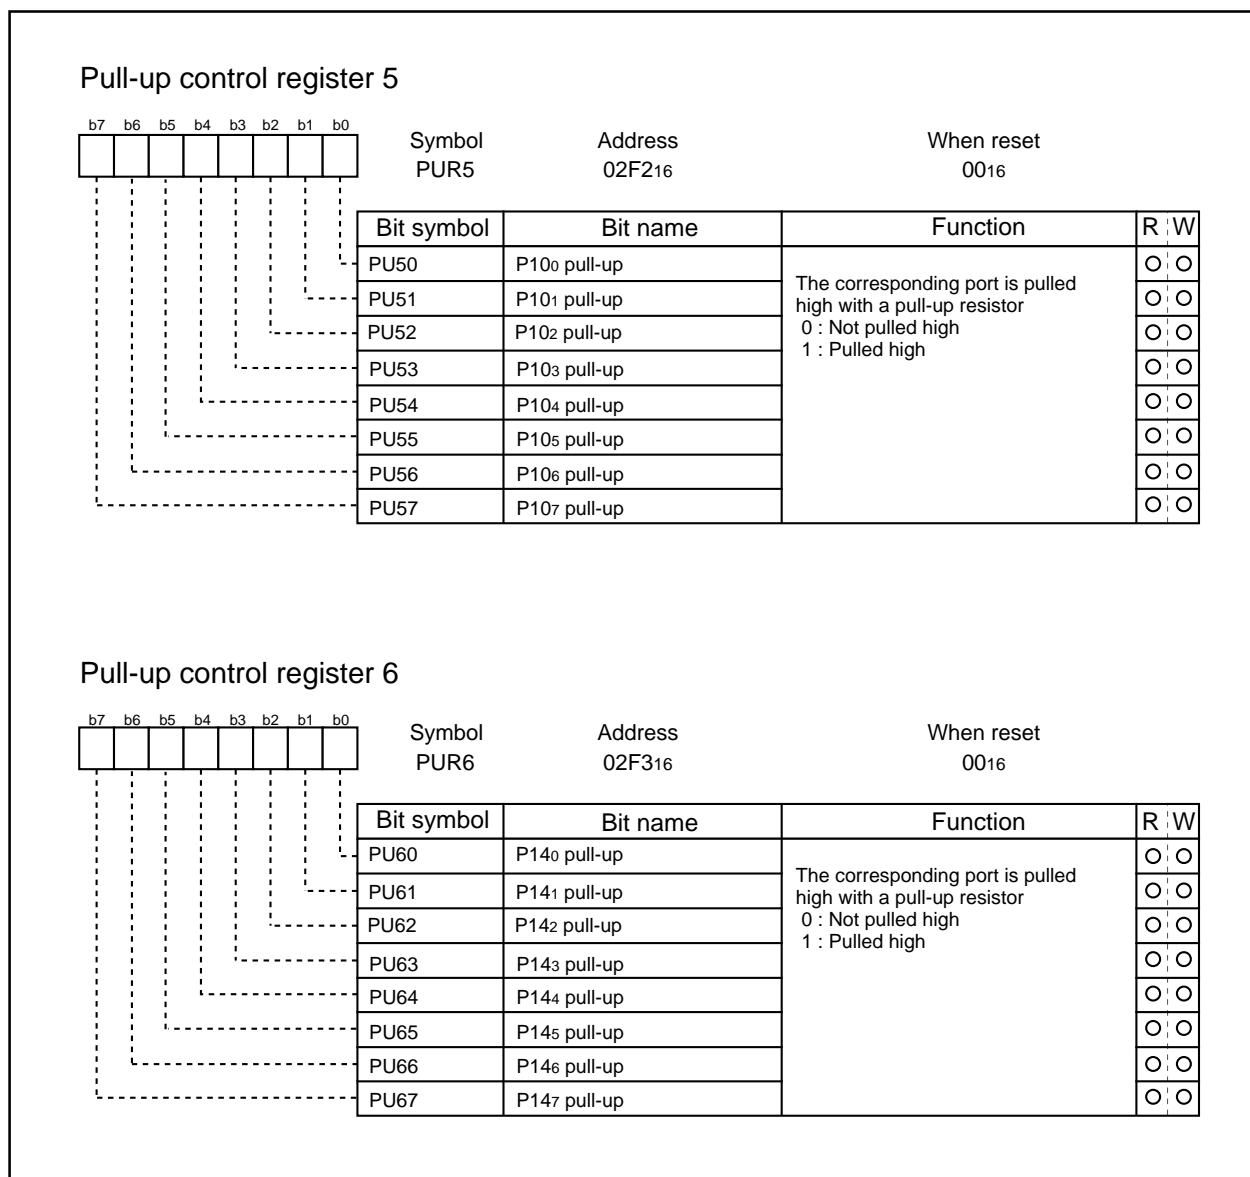 Pull-up control register 5
b7 b6 b5 b4 b3 b2 b1 b0
Symbol Address When reset
PUR5 02F216 0016
Bit symbol Bit name Function R W
PU50 P100 pull-up
The corresponding port is pulled
high with a pull-up resistor
0 : Not pulled high
1 : Pulled high
PU51 P101 pull-up
PU52 P102 pull-up
PU53 P103 pull-up
PU54 P104 pull-up
PU55 P105 pull-up
PU56 P106 pull-up
PU57 P107 pull-up
Pull-up control register 6
b7 b6 b5 b4 b3 b2 b1 b0
Symbol Address When reset
PUR6 02F316 0016
Bit symbol Bit name Function R W
PU60 P140 pull-up
The corresponding port is pulled
high with a pull-up resistor
0 : Not pulled high
1 : Pulled high
PU61 P141 pull-up
PU62 P142 pull-up
PU63 P143 pull-up
PU64 P144 pull-up
PU65 P145 pull-up
PU66 P146 pull-up
PU67 P147 pull-up